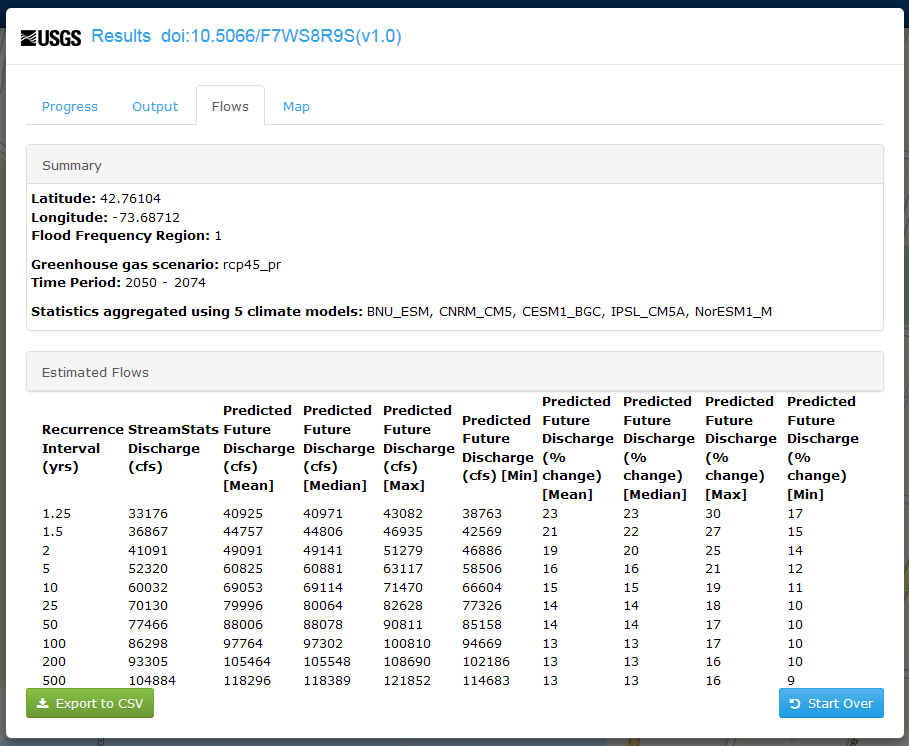 USGS Results doi:10.5066/F7WS8R9S(v1.0)
Progress Output Flows Map
Summary
Latitude: 42.76104
Longitude: -73.68712
Flood Frequency Region: 1
Greenhouse gas scenario: rcp45_pr
Time Period: 2050 - 2074
Statistics aggregated using 5 climate models: BNU_ESM, CNRM_CM5, CESM1_BGC, IPSL_CM5A, NorESM1_M
Estimated Flows
Recurrence Interval (yrs) StreamStats Discharge (cfs) Predicted Future Discharge (cfs) [Mean] Predicted Future Discharge (cfs) [Median] Predicted Future Discharge (cfs) [Max] Predicted Future Discharge (cfs) [Min] Predicted Future Discharge (% change) [Mean] Predicted Future Discharge (% change) [Median] Predicted Future Discharge (% change) [Max] Predicted Future Discharge (% change) [Min]
1.25 33176 40925 40971 43082 38763 23 23 30 17
1.5 36867 44757 44806 46935 42569 21 22 27 15
2 41091 49091 49141 51279 46886 19 20 25 14
5 52320 60825 60881 63117 58506 16 16 21 12
10 60032 69053 69114 71470 66604 15 15 19 11
25 70130 79996 80064 82628 77326 14 14 18 10
50 77466 88006 88078 90811 85158 14 14 17 10
100 86298 97764 97302 100810 94669 13 13 17 10
200 93305 105464 105548 108690 102186 13 13 16 10
500 104884 118296 118389 121852 114683 13 13 16 9
Export to CSV Start Over